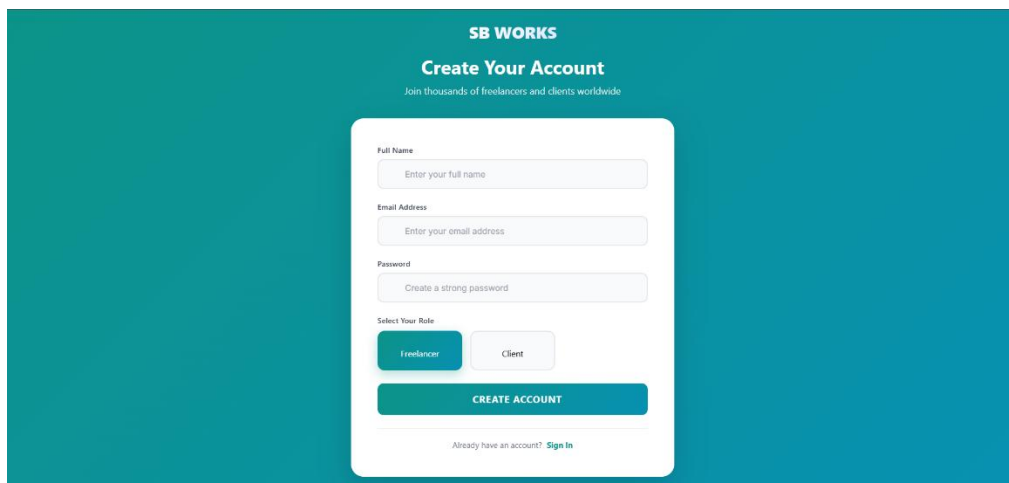 SB WORKS
Create Your Account
Join thousands of freelancers and clients worldwide
Full Name
Enter your full name
Email Address
Enter your email address
Password
Create a strong password
Select Your Role
Freelancer Client
CREATE ACCOUNT
Already have an account? Sign In